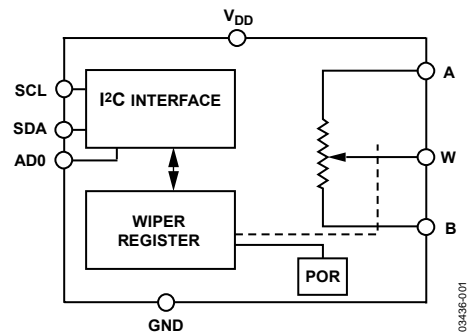 VDD
SCL
SDA
AD0
I2C INTERFACE
WIPER
REGISTER
POR
A
W
B
GND
03436-001